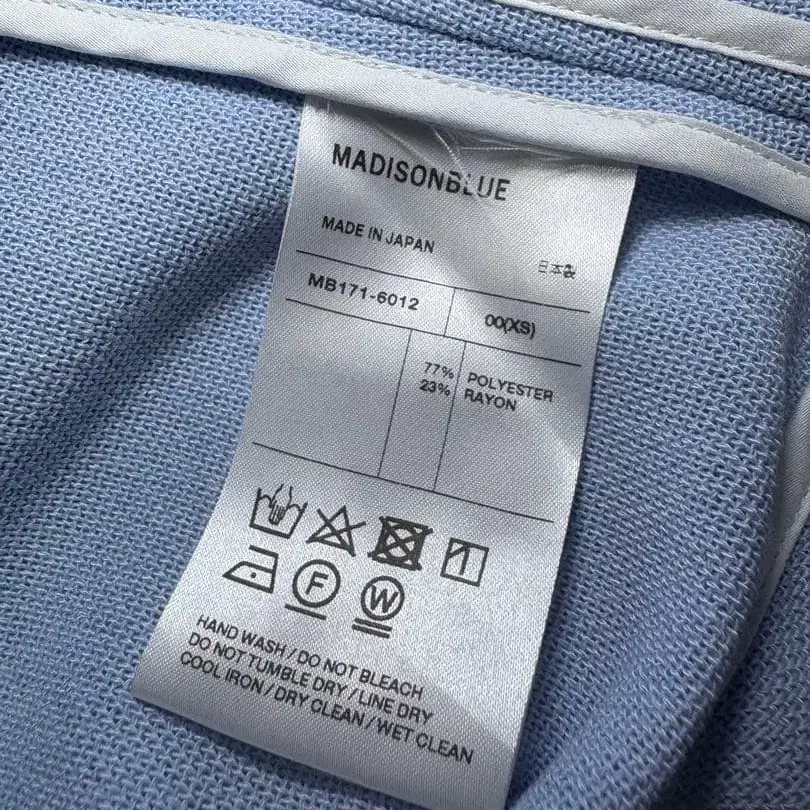 MADISONBLUE
MADE IN JAPAN
日本製
MB171-6012
00(XS)
77% POLYESTER
23% RAYON
F
W
HAND WASH / DO NOT BLEACH
DO NOT TUMBLE DRY / LINE DRY
COOL IRON / DRY CLEAN / WET CLEAN